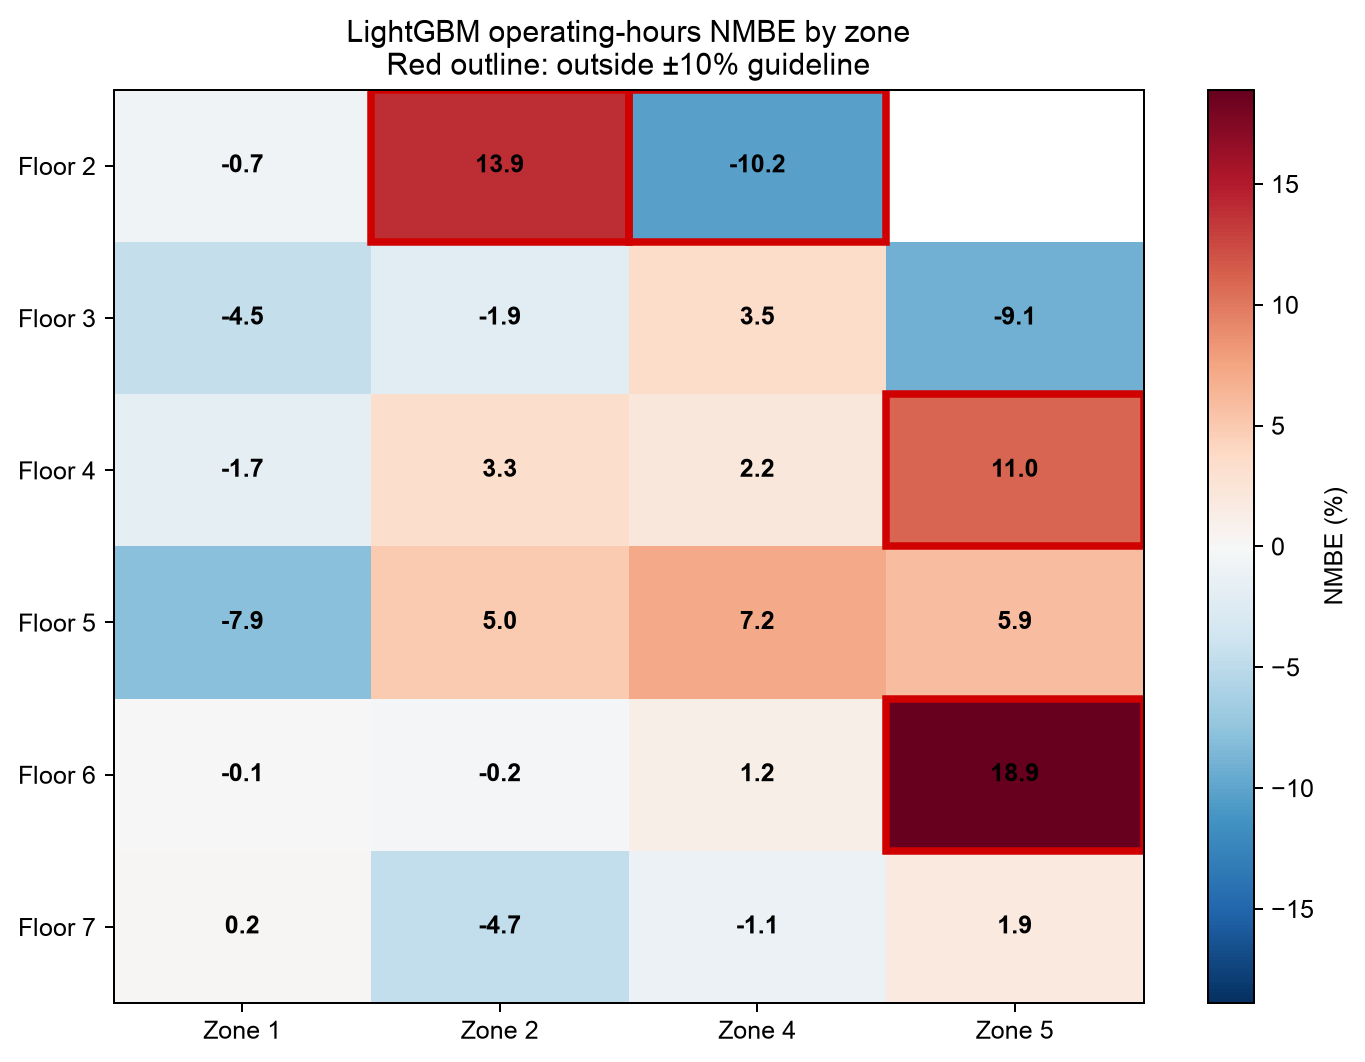 LightGBM operating-hours NMBE by zone
Red outline: outside ±10% guideline
Floor 2 -0.7 13.9 -10.2
Floor 3 -4.5 -1.9 3.5 -9.1
Floor 4 -1.7 3.3 2.2 11.0
Floor 5 -7.9 5.0 7.2 5.9
Floor 6 -0.1 -0.2 1.2 18.9
Floor 7 0.2 -4.7 -1.1 1.9
Zone 1 Zone 2 Zone 4 Zone 5
15
10
5
0
−5
−10
−15
NMBE (%)